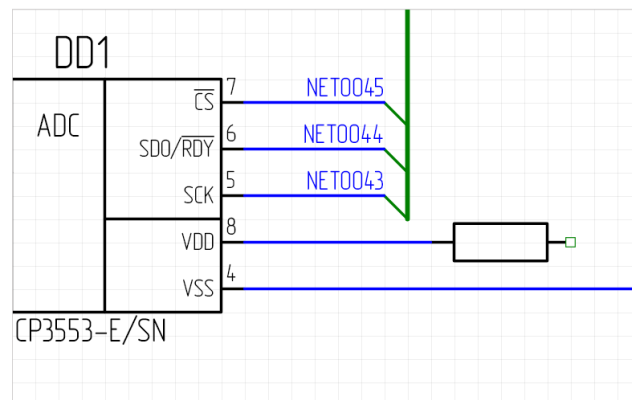 DD1
ADC
CS
7
NET0045
SDO/RDY
6
NET0044
SCK
5
NET0043
VDD
8
VSS
4
CP3553-E/SN